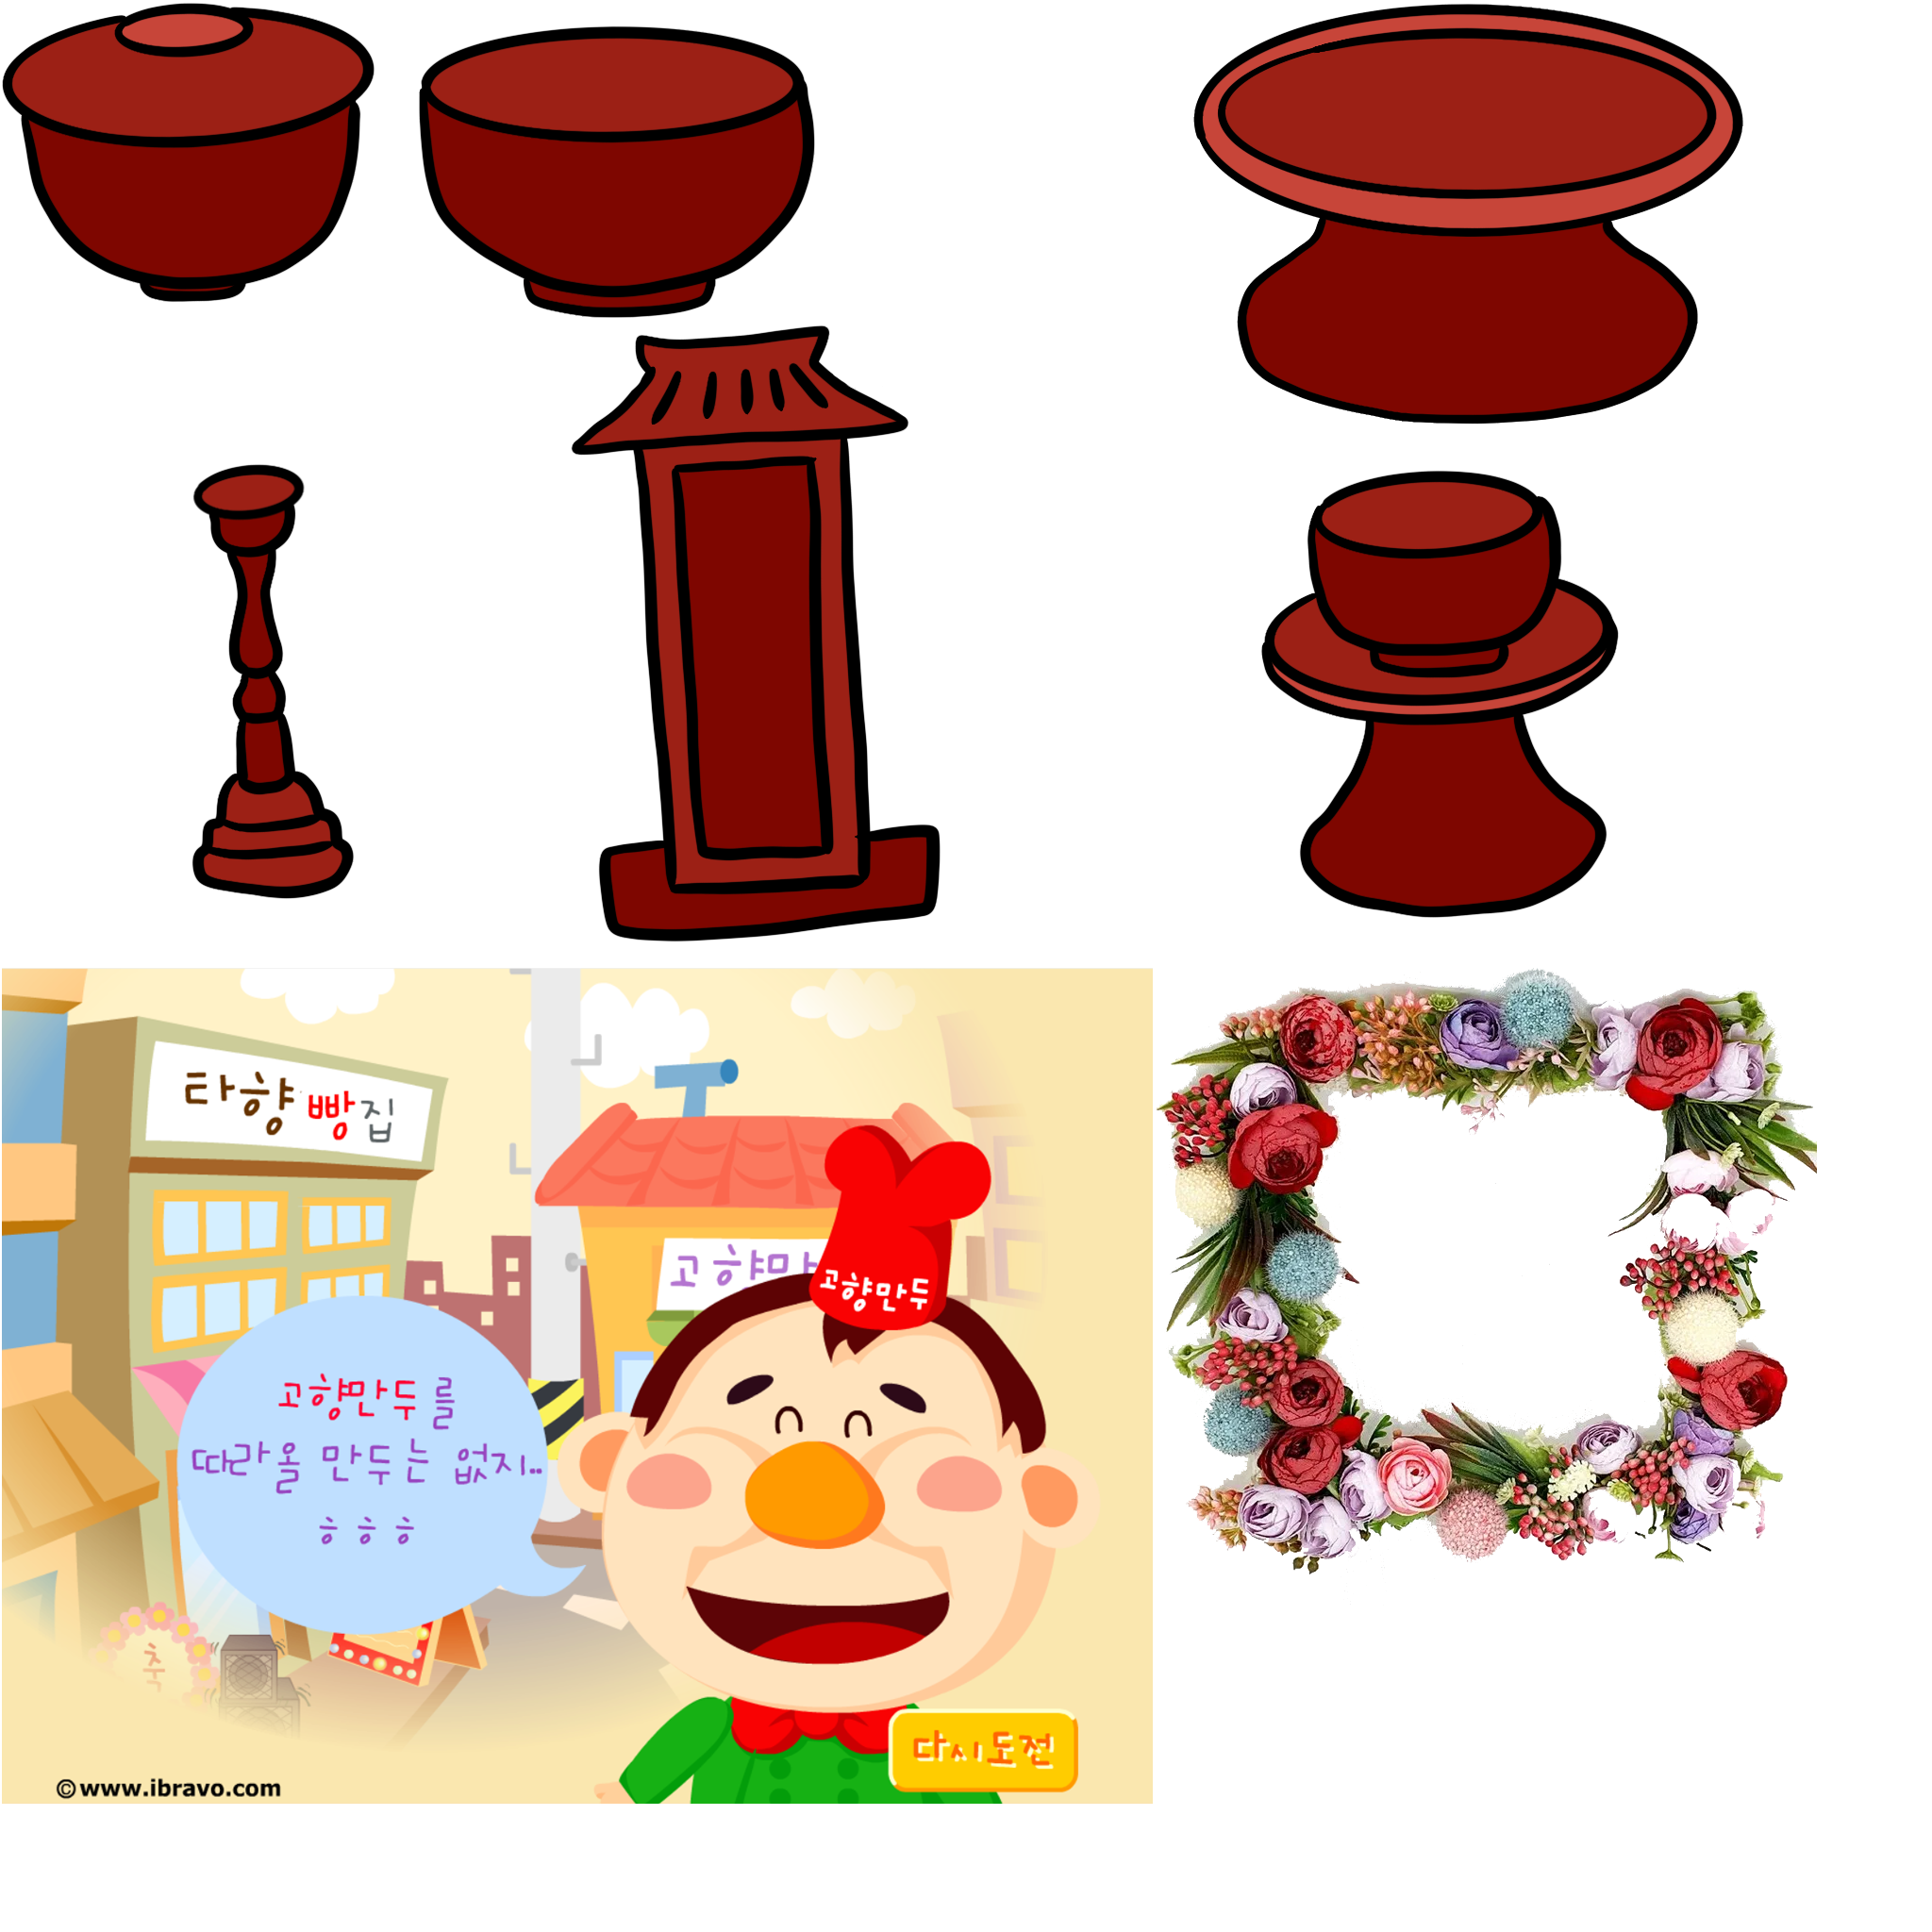 타향 빵집
고향만
고향만두
고향만두를
따라올 만두는 없지..
ㅎㅎㅎ
축
다시도전
©www.ibravo.com